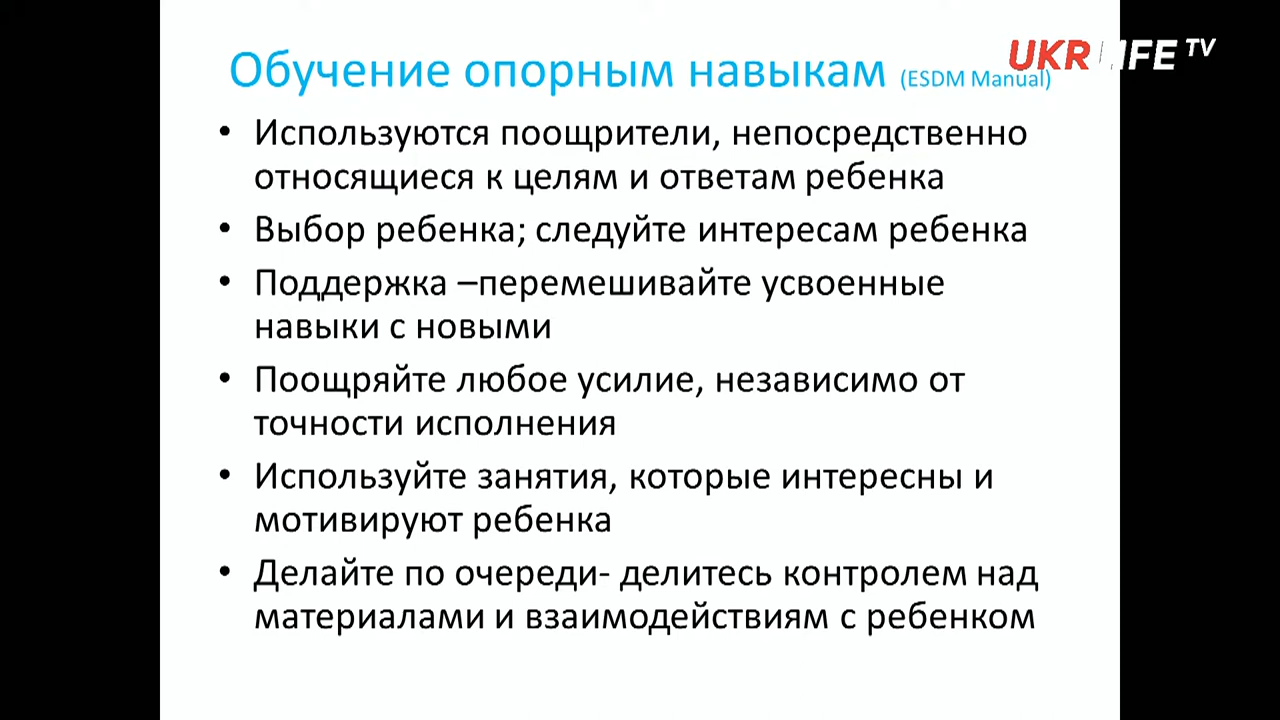 UKRLIFE TV
Обучение опорным навыкам (ESDM Manual)
• Используются поощрители, непосредственно
относящиеся к целям и ответам ребенка
• Выбор ребенка; следуйте интересам ребенка
• Поддержка –перемешивайте усвоенные
навыки с новыми
• Поощряйте любое усилие, независимо от
точности исполнения
• Используйте занятия, которые интересны и
мотивируют ребенка
• Делайте по очереди- делитесь контролем над
материалами и взаимодействиям с ребенком